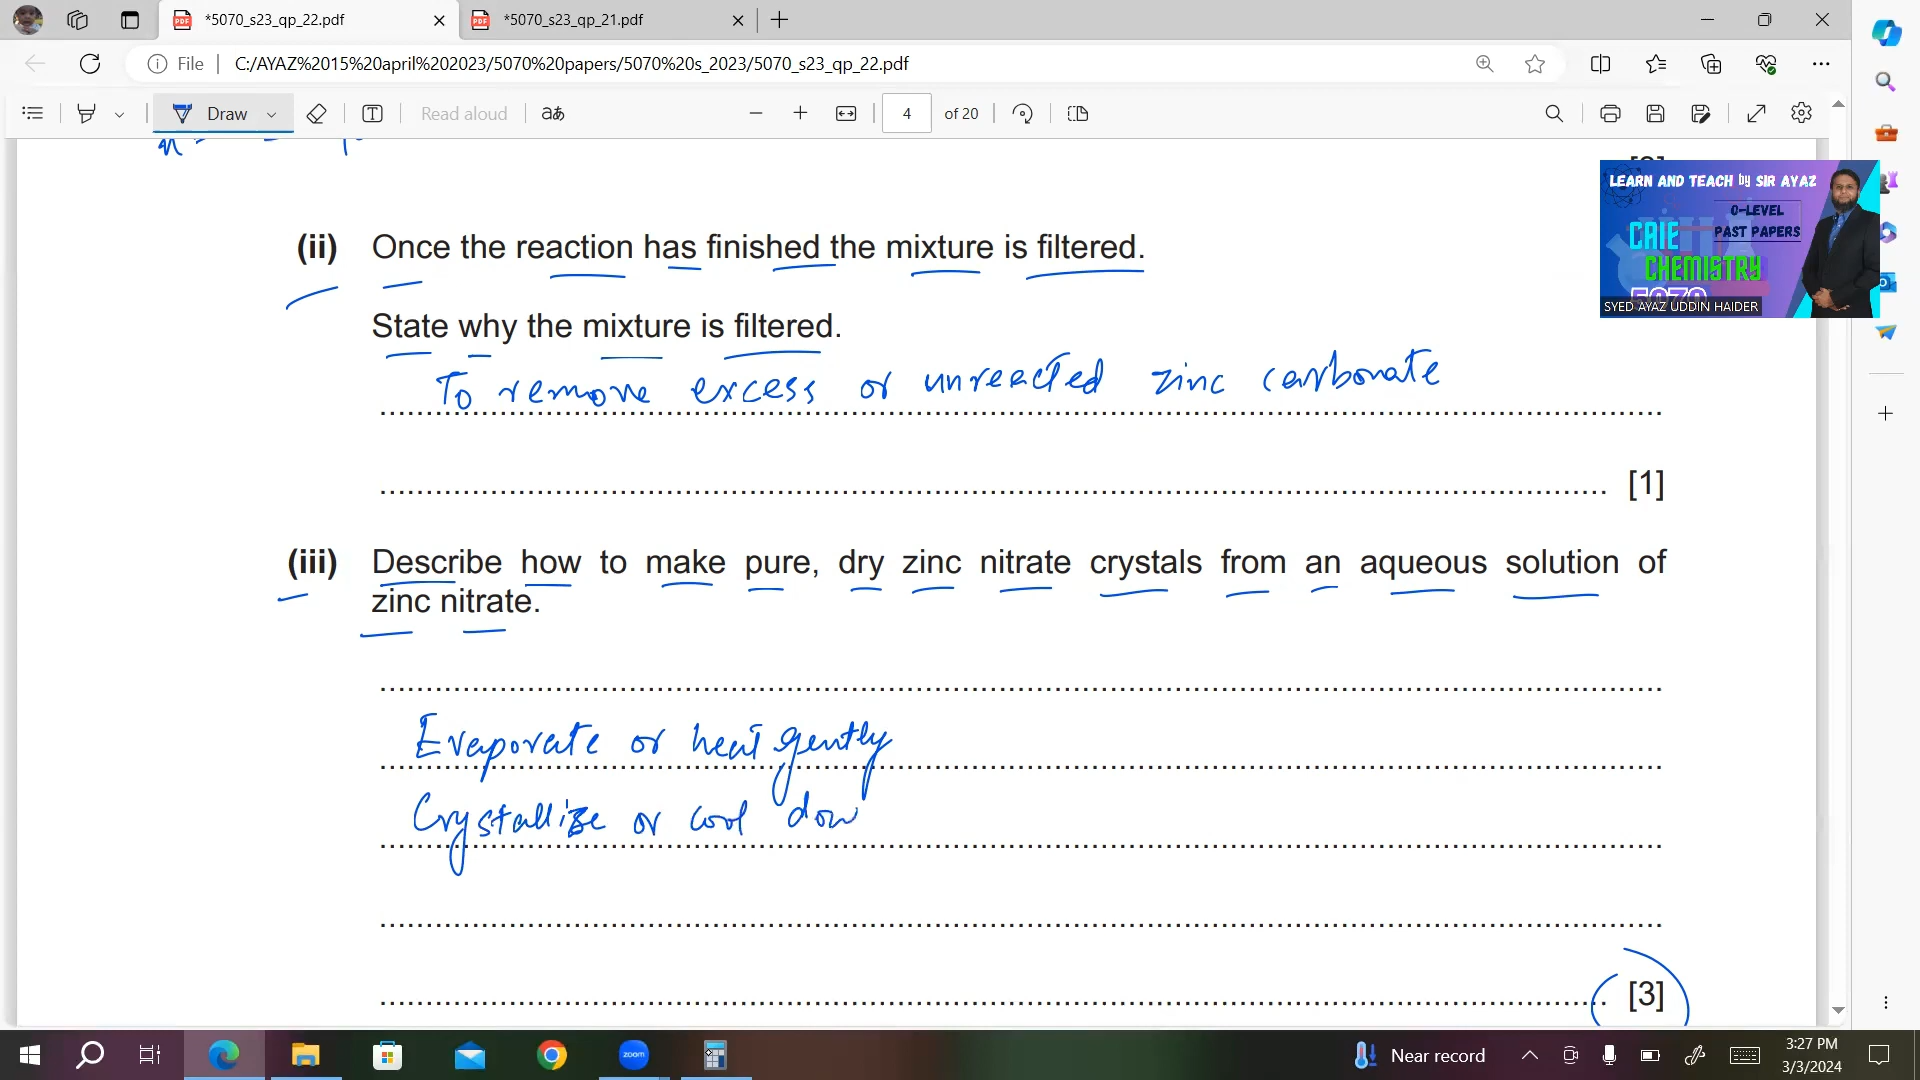 *5070_s23_qp_22.pdf
*5070_s23_qp_21.pdf
File
C:/AYAZ%2015%20april%202023/5070%20papers/5070%20s_2023/5070_s23_qp_22.pdf
Draw
Read aloud
4 of 20
LEARN AND TEACH by SIR AYAZ
O-LEVEL
PAST PAPERS
CAIE
CHEMISTRY
5070
SYED AYAZ UDDIN HAIDER
(ii) Once the reaction has finished the mixture is filtered.
State why the mixture is filtered.
To remove excess or unreacted zinc carbonate
[1]
(iii) Describe how to make pure, dry zinc nitrate crystals from an aqueous solution of
zinc nitrate.
Evaporate or heat gently
Crystallize or cool dow
[3]
zoom
Near record
3:27 PM
3/3/2024